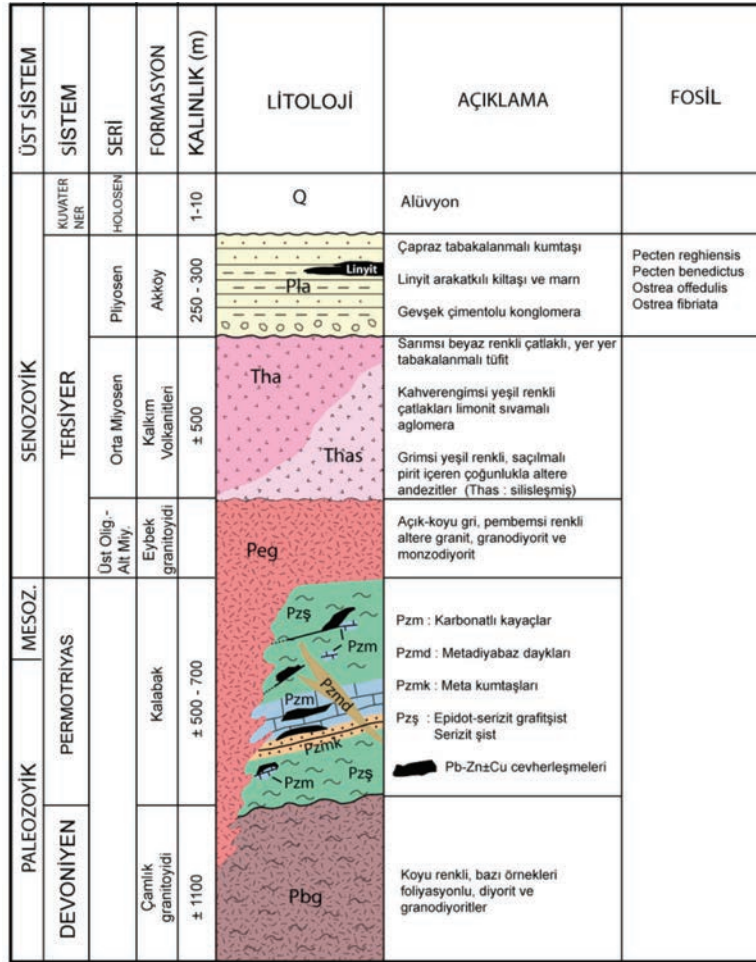 ÜST SİSTEM
SİSTEM
SERİ
FORMASYON
KALINLIK (m)
LİTOLOJİ
AÇIKLAMA
FOSİL
SENOZOYİK
KUVATER
NER
HOLOSEN
1-10
Q
Alüvyon
TERSİYER
Pliyosen
Akköy
250 - 300
Linyit
Pla
Çapraz tabakalanmalı kumtaşı
Linyit arakatkılı kiltaşı ve marn
Gevşek çimentolu konglomera
Pecten reghiensis
Pecten benedictus
Ostrea offedulis
Ostrea fibriata
Orta Miyosen
Kalkım
Volkanitleri
± 500
Tha
Thas
Sarımsı beyaz renkli çatlaklı, yer yer
tabakalanmalı tüfit
Kahverengimsi yeşil renkli
çatlakları limonit sıvamalı
aglomera
Grimsi yeşil renkli, saçılmalı
pirit içeren çoğunlukla altere
andezitler (Thas : silisleşmiş)
Üst Olig.-
Alt Miy.
Eybek
granitoyidi
Peg
Açık-koyu gri, pembemsi renkli
altere granit, granodiyorit ve
monzodiyorit
MESOZ.
PALEOZOYİK
PERMOTRİYAS
Kalabak
± 500 - 700
Pzş
Pzm
Pzm
Pzmd
Pzmk
Pzm
Pzş
Pzm : Karbonatlı kayaçlar
Pzmd : Metadiyabaz daykları
Pzmk : Meta kumtaşları
Pzş : Epidot-serizit grafitşist
Serizit şist
Pb-Zn±Cu cevherleşmeleri
DEVONİYEN
Çamlık
granitoyidi
± 1100
Pbg
Koyu renkli, bazı örnekleri
foliyasyonlu, diyorit ve
granodiyoritler